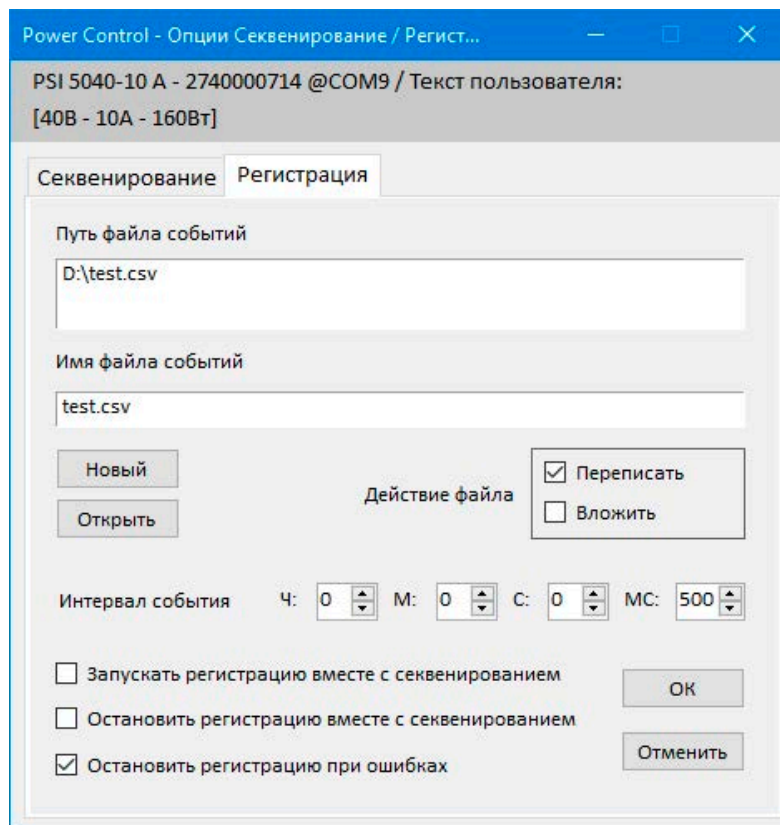 Power Control - Опции Секвенирование / Регист...
PSI 5040-10 A - 2740000714 @COM9 / Текст пользователя:
[40В - 10А - 160Вт]
Секвенирование Регистрация
Путь файла событий
D:\test.csv
Имя файла событий
test.csv
Новый
Открыть
Действие файла
Переписать
Вложить
Интервал события Ч: 0 М: 0 С: 0 МС: 500
Запускать регистрацию вместе с секвенированием
Остановить регистрацию вместе с секвенированием
Остановить регистрацию при ошибках
ОК
Отменить